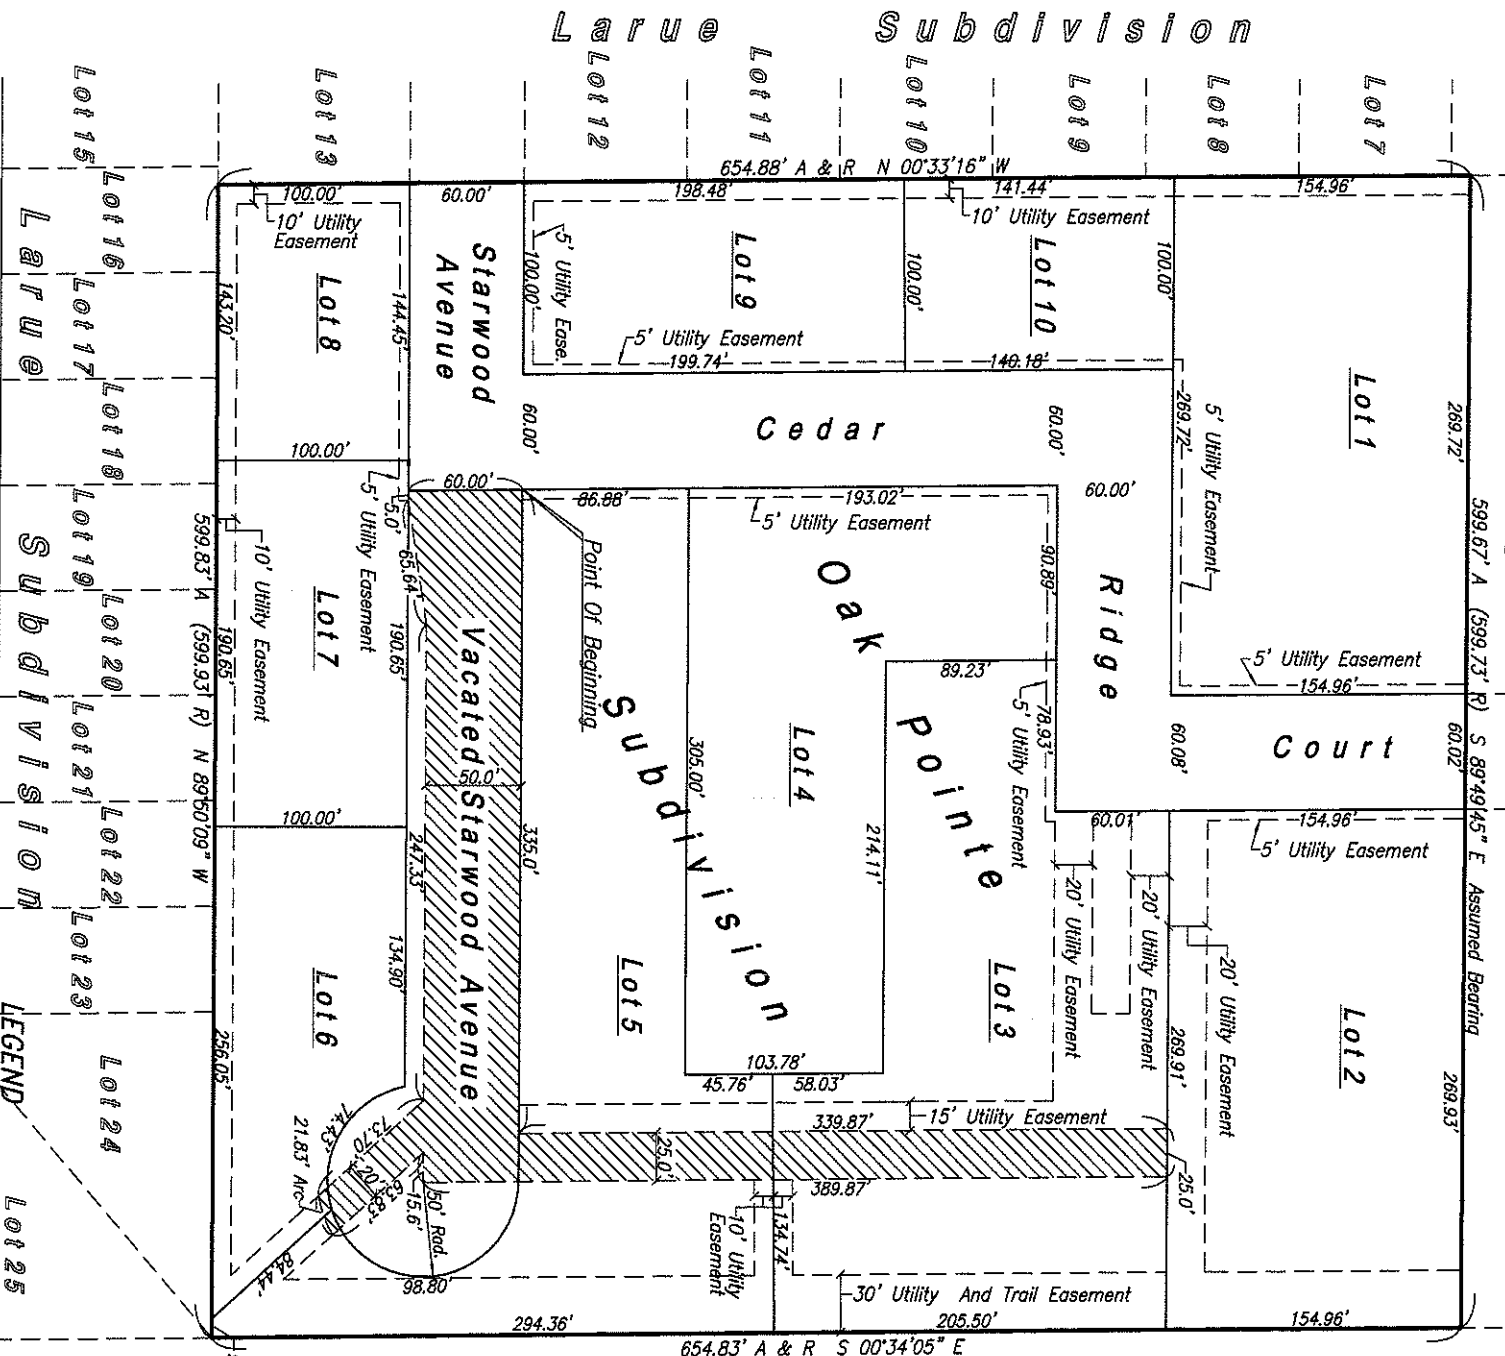 Larue Subdivision
Lot 15
Lot 13
Lot 12
Lot 11
Lot 10
Lot 9
Lot 8
Lot 7
654.88' A & R N 00°33'16" W
100.00'
60.00'
198.48'
141.44'
154.96'
10' Utility
Easement
10' Utility Easement
Lot 16
Lot 17
Lot 18
Lot 19
Lot 20
Lot 21
Lot 22
Lot 23
Lot 24
Lot 25
Larue Subdivision
143.20'
Lot 8
144.45'
Starwood
Avenue
5' Utility Ease.
100.00'
Lot 9
100.00'
Lot 10
100.00'
5' Utility Easement
199.74'
140.18'
Lot 1
269.72'
269.72'
5' Utility Easement
60.00'
Cedar
60.00'
100.00'
60.00'
86.88'
193.02'
60.00'
5' Utility Easement
5' Utility Easement
5.0'
65.64'
599.83' A (599.93' R) N 89°50'09" W
190.65'
10' Utility Easement
Lot 7
190.65'
Point Of Beginning
Oak Pointe
Subdivision
90.89'
Ridge
89.23'
5' Utility Easement
154.96'
599.67' A (599.73' R) S 89°49'45" E Assumed Bearing
Vacated Starwood Avenue
50.0'
335.0'
305.00'
Lot 4
78.93'
5' Utility Easement
60.08'
Court
60.02'
100.00'
247.33'
214.11'
60.01'
154.96'
5' Utility Easement
20' Utility Easement
20' Utility Easement
20' Utility Easement
134.90'
Lot 6
Lot 5
Lot 3
269.91'
Lot 2
269.93'
256.05'
103.78'
45.76'
58.03'
15' Utility Easement
339.87'
74.43'
73.70'
21.83' Arc
20'
63.83'
15.6'
50' Rad.
25.0'
389.87'
25.0'
10' Utility
Easement
134.74'
84.44'
98.80'
30' Utility And Trail Easement
294.36'
205.50'
154.96'
654.83' A & R S 00°34'05" E
LEGEND